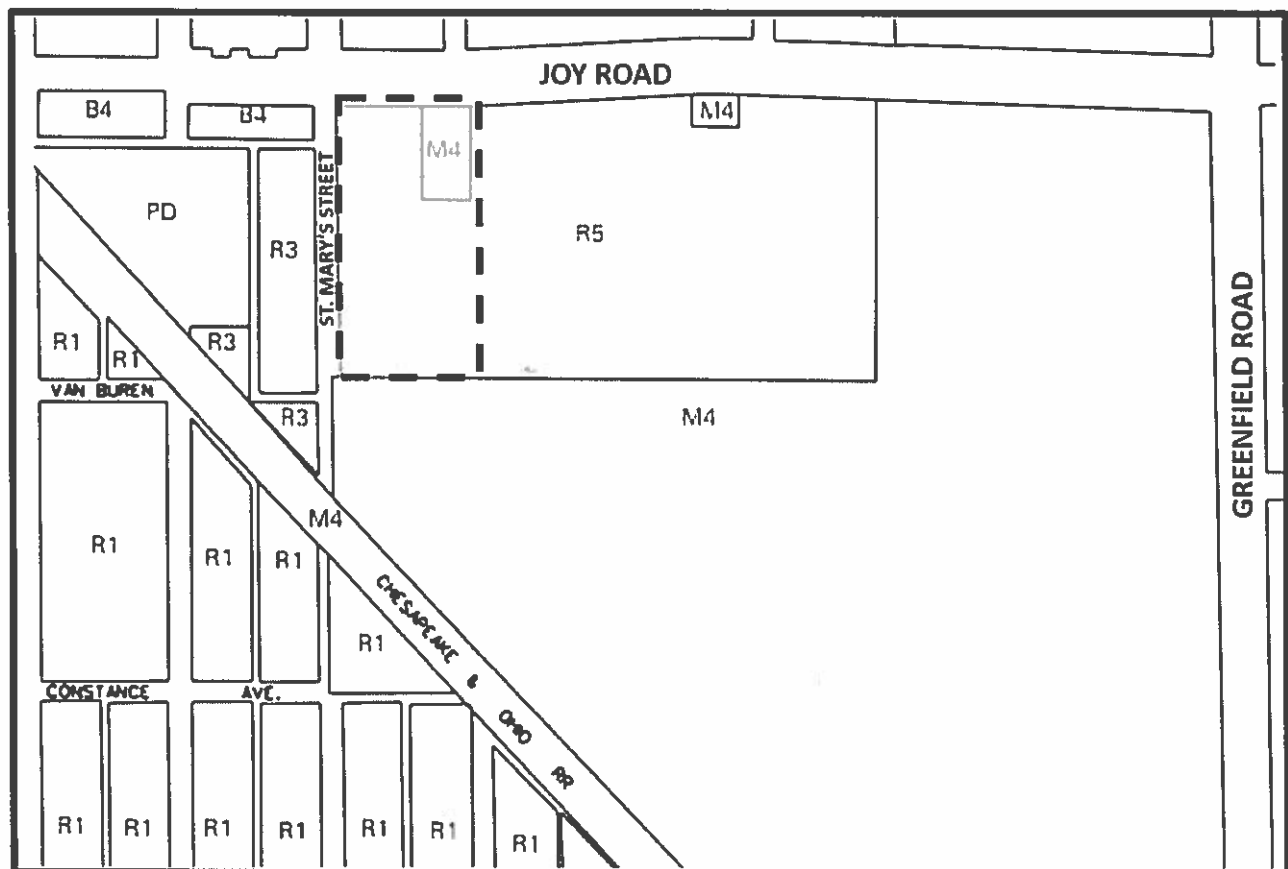 JOY ROAD
B4
B4
M4
M4
PD
R3
ST. MARY'S STREET
R5
R1
R1
R3
VAN BUREN
R3
M4
GREENFIELD ROAD
M4
R1
R1
R1
CHESAPEAKE & OHIO RR
R1
CONSTANCE AVE.
R1
R1
R1
R1
R1
R1
R1